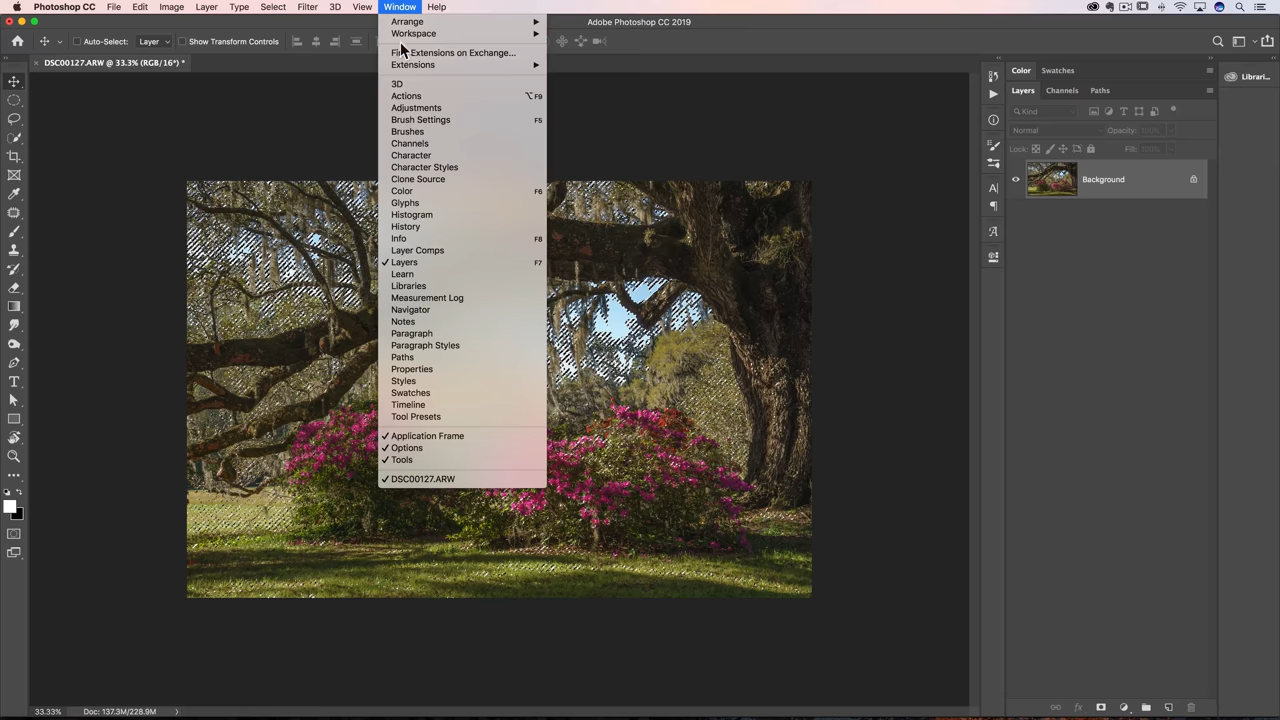 Photoshop CC File Edit Image Layer Type Select Filter 3D View Window Help
Adobe Photoshop CC 2019
Auto-Select: Layer Show Transform Controls
DSC00127.ARW @ 33.3% (RGB/16*) *
Arrange
Workspace
Extensions on Exchange...
Extensions
3D
Actions ⌥F9
Adjustments
Brush Settings F5
Brushes
Channels
Character
Character Styles
Clone Source
Color F6
Glyphs
Histogram
History
Info F8
Layer Comps
✓ Layers F7
Learn
Libraries
Measurement Log
Navigator
Notes
Paragraph
Paragraph Styles
Paths
Properties
Styles
Swatches
Timeline
Tool Presets
✓ Application Frame
✓ Options
✓ Tools
✓ DSC00127.ARW
Color Swatches
Layers Channels Paths
Kind
Normal Opacity: 100%
Lock: Fill: 100%
Background
Librari...
33.33% Doc: 137.3M/228.9M